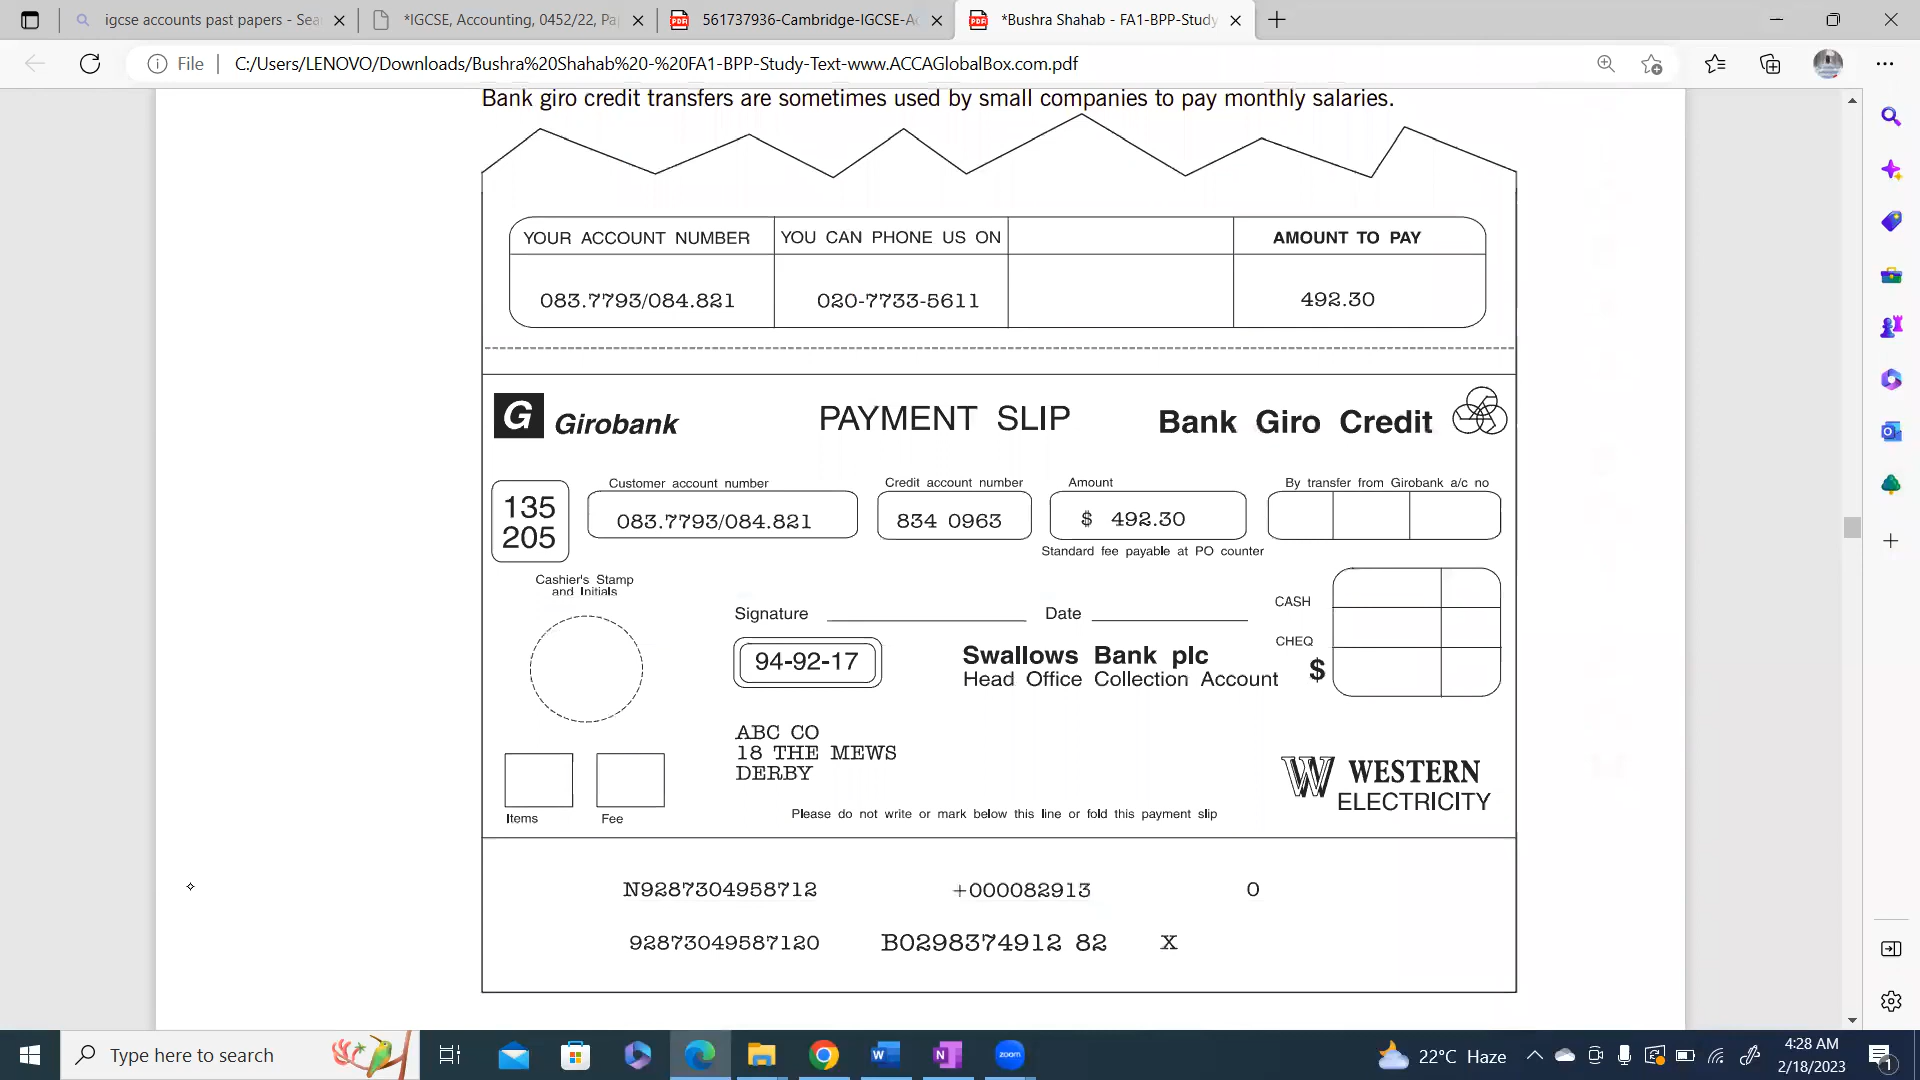 igcse accounts past papers - Sea
*IGCSE, Accounting, 0452/22, Pa
561737936-Cambridge-IGCSE-Ac
*Bushra Shahab - FA1-BPP-Study
File
C:/Users/LENOVO/Downloads/Bushra%20Shahab%20-%20FA1-BPP-Study-Text-www.ACCAGlobalBox.com.pdf
Bank giro credit transfers are sometimes used by small companies to pay monthly salaries.
YOUR ACCOUNT NUMBER YOU CAN PHONE US ON AMOUNT TO PAY
083.7793/084.821 020-7733-5611 492.30
G Girobank PAYMENT SLIP Bank Giro Credit
Customer account number Credit account number Amount By transfer from Girobank a/c no
135
205
083.7793/084.821 834 0963 $ 492.30
Standard fee payable at PO counter
Cashier's Stamp
and Initials
Signature Date CASH
CHEQ
94-92-17 Swallows Bank plc
Head Office Collection Account $
ABC CO
18 THE MEWS
DERBY
W WESTERN
ELECTRICITY
Items Fee
Please do not write or mark below this line or fold this payment slip
N9287304958712 +000082913 0
92873049587120 B0298374912 82 X
Type here to search
zoom
22°C Haze
4:28 AM
2/18/2023
1